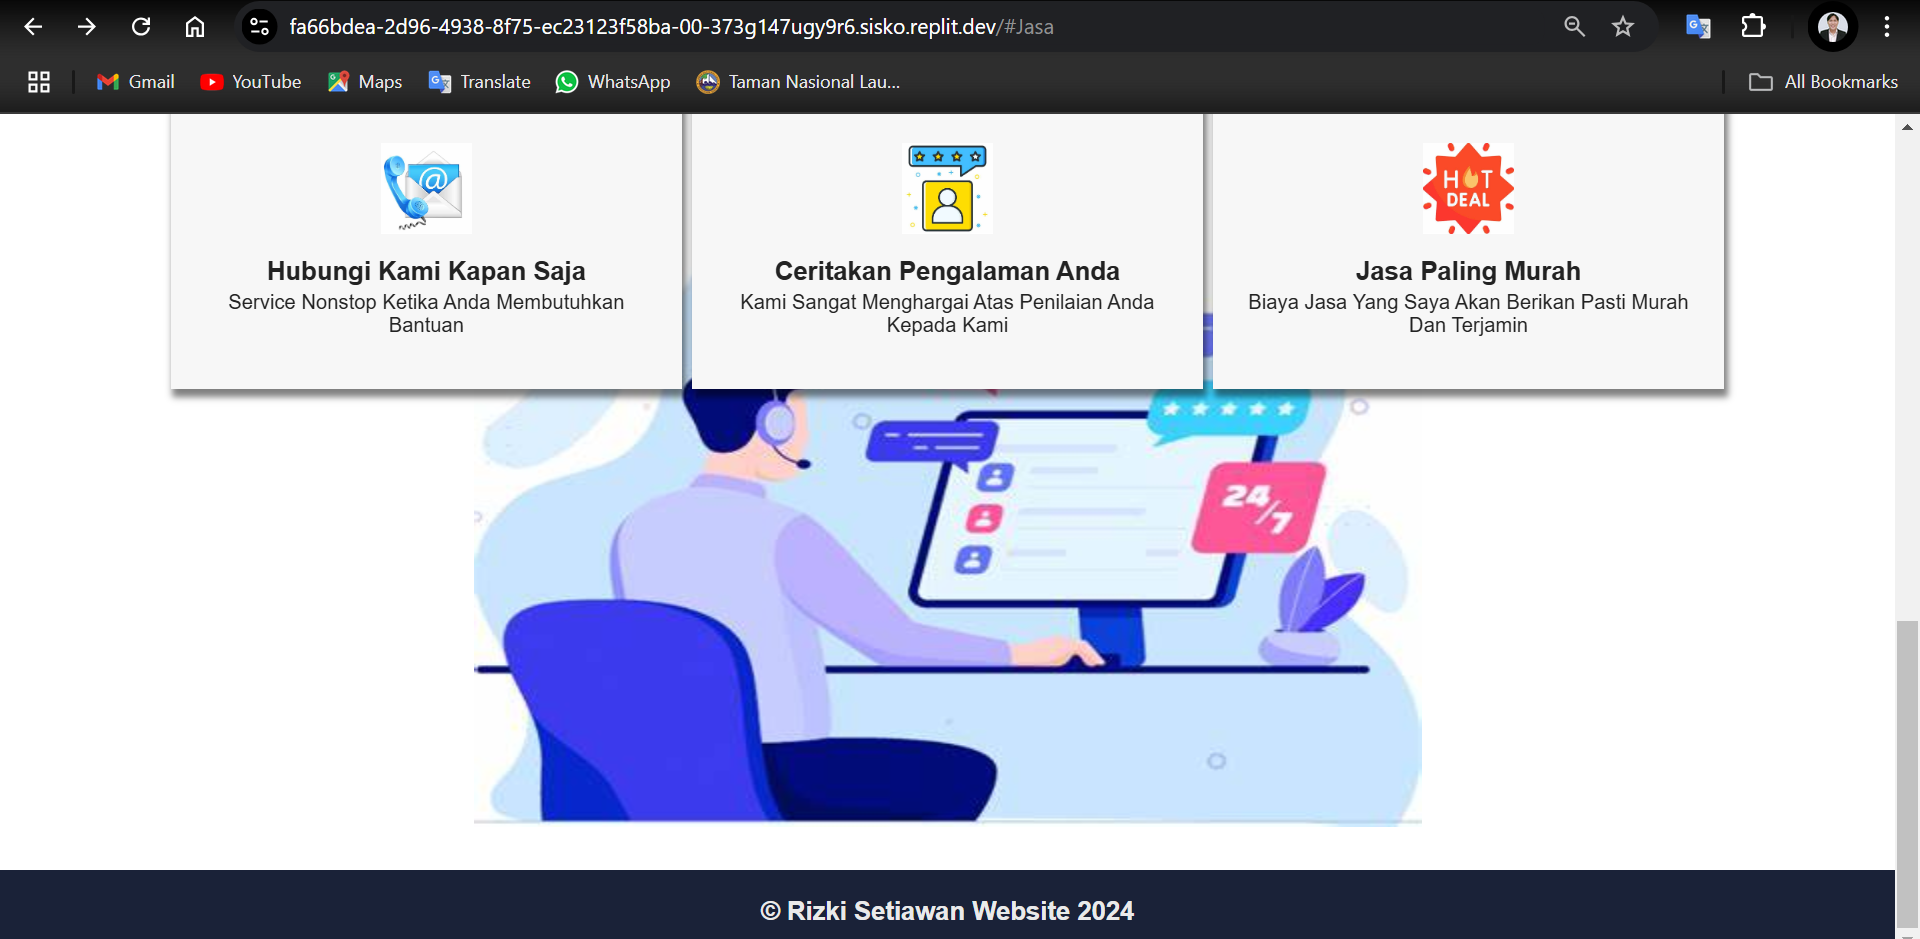 fa66bdea-2d96-4938-8f75-ec23123f58ba-00-373g147ugy9r6.sisko.replit.dev/#Jasa
Gmail YouTube Maps Translate WhatsApp Taman Nasional Lau... All Bookmarks
@
HOT
DEAL
Hubungi Kami Kapan Saja
Service Nonstop Ketika Anda Membutuhkan
Bantuan
Ceritakan Pengalaman Anda
Kami Sangat Menghargai Atas Penilaian Anda
Kepada Kami
Jasa Paling Murah
Biaya Jasa Yang Saya Akan Berikan Pasti Murah
Dan Terjamin
24/7
© Rizki Setiawan Website 2024